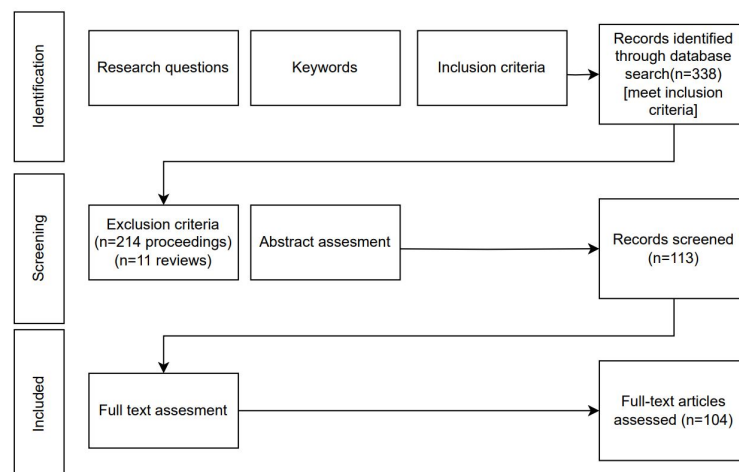 Identification
Research questions
Keywords
Inclusion criteria
Records identified
through database
search(n=338)
[meet inclusion
criteria]
Screening
Exclusion criteria
(n=214 proceedings)
(n=11 reviews)
Abstract assesment
Records screened
(n=113)
Included
Full text assesment
Full-text articles
assessed (n=104)